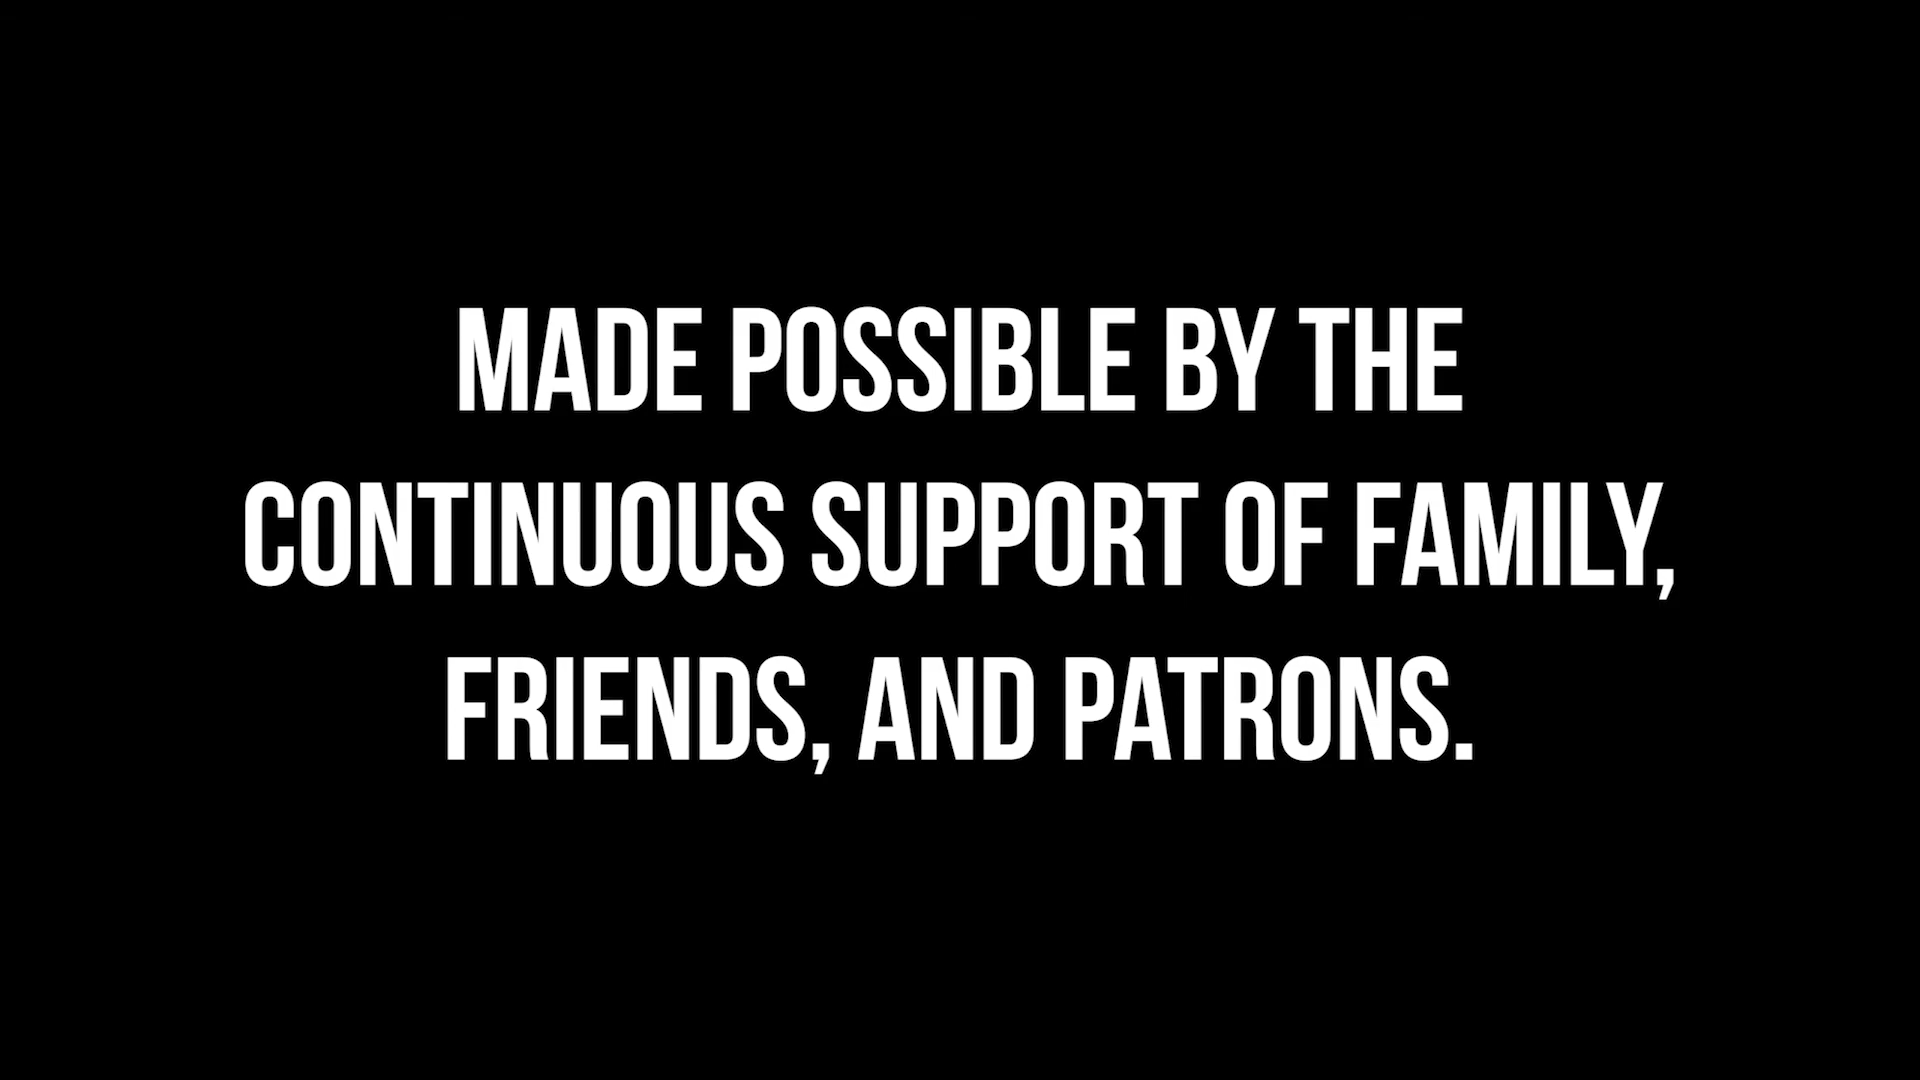 MADE POSSIBLE BY THE
CONTINUOUS SUPPORT OF FAMILY,
FRIENDS, AND PATRONS.